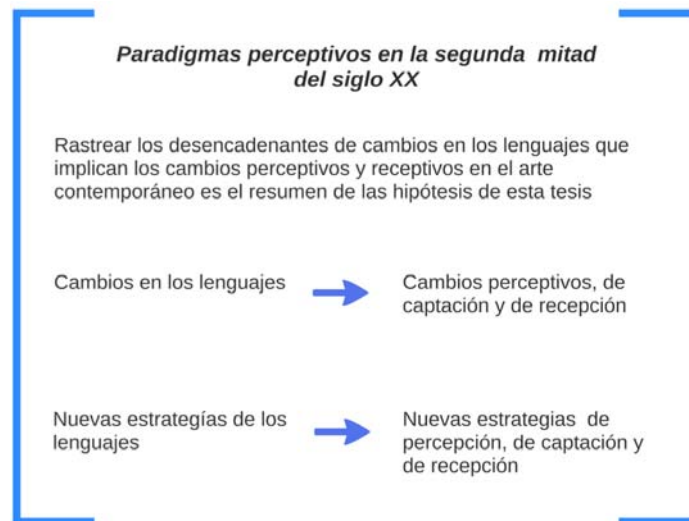 Paradigmas perceptivos en la segunda mitad
del siglo XX
Rastrear los desencadenantes de cambios en los lenguajes que
implican los cambios perceptivos y receptivos en el arte
contemporáneo es el resumen de las hipótesis de esta tesis
Cambios en los lenguajes
Cambios perceptivos, de
captación y de recepción
Nuevas estrategías de los
lenguajes
Nuevas estrategias de
percepción, de captación y
de recepción